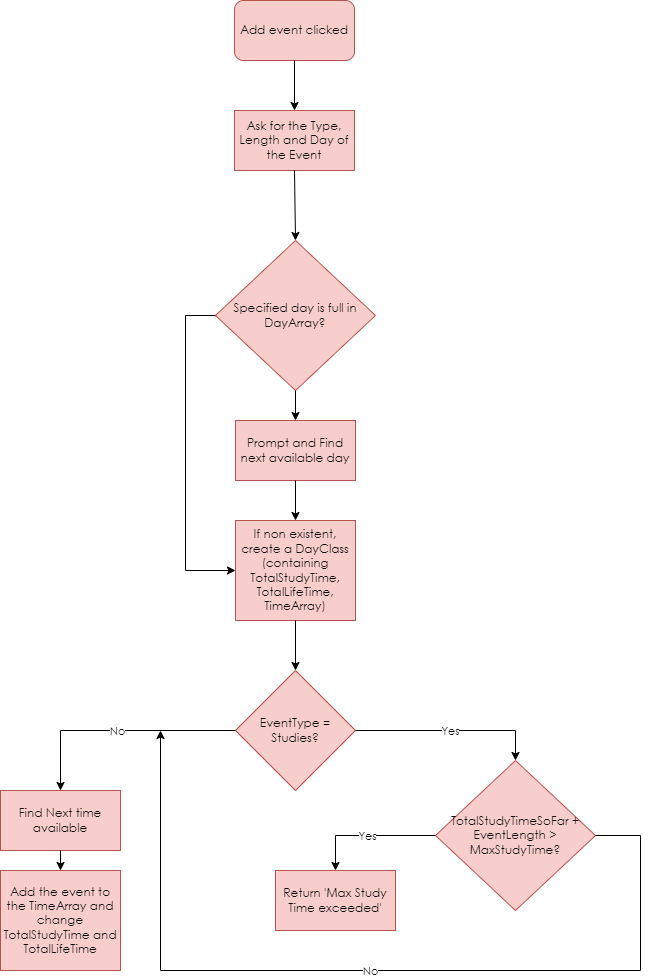 Add event clicked
Ask for the Type,
Length and Day of
the Event
Specified day is full in
DayArray?
Prompt and Find
next available day
If non existent,
create a DayClass
(containing
TotalStudyTime,
TotalLifeTime,
TimeArray)
EventType =
Studies?
No
Yes
Find Next time
available
TotalStudyTimeSoFar +
EventLength >
MaxStudyTime?
Yes
Add the event to
the TimeArray and
change
TotalStudyTime and
TotalLifeTime
Return 'Max Study
Time exceeded'
No